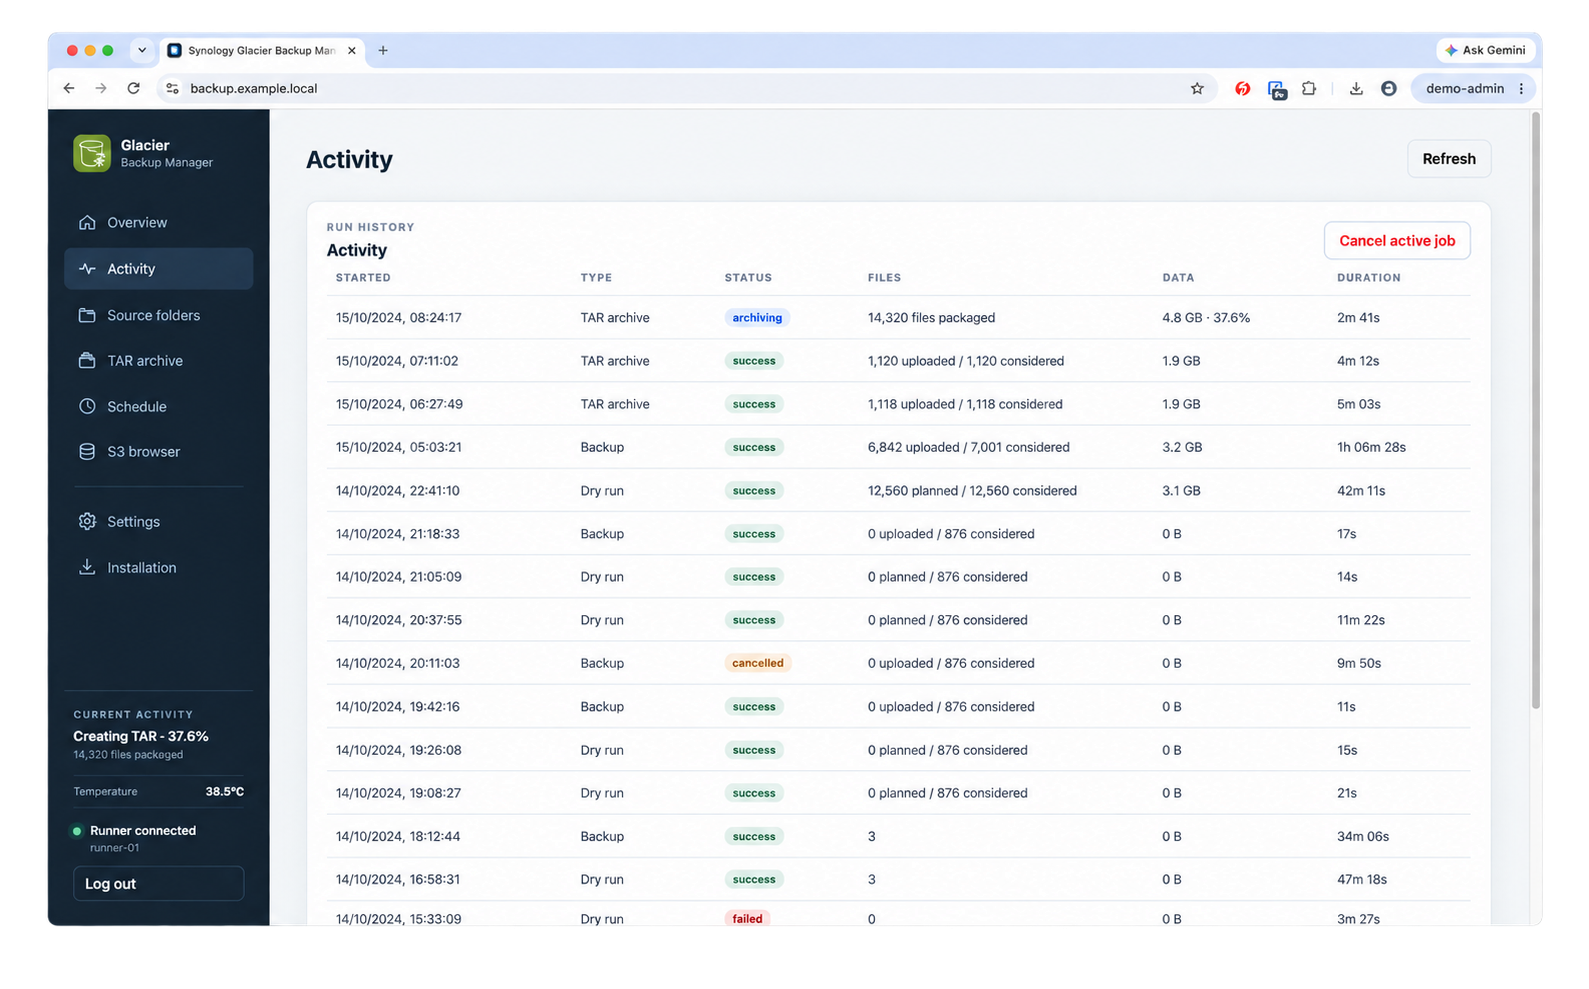 Synology Glacier Backup Man
Ask Gemini
backup.example.local
demo-admin
Glacier
Backup Manager
Overview
Activity
Source folders
TAR archive
Schedule
S3 browser
Settings
Installation
CURRENT ACTIVITY
Creating TAR - 37.6%
14,320 files packaged
Temperature 38.5°C
Runner connected
runner-01
Log out
Activity
Refresh
RUN HISTORY
Activity
Cancel active job
STARTED TYPE STATUS FILES DATA DURATION
15/10/2024, 08:24:17 TAR archive archiving 14,320 files packaged 4.8 GB · 37.6% 2m 41s
15/10/2024, 07:11:02 TAR archive success 1,120 uploaded / 1,120 considered 1.9 GB 4m 12s
15/10/2024, 06:27:49 TAR archive success 1,118 uploaded / 1,118 considered 1.9 GB 5m 03s
15/10/2024, 05:03:21 Backup success 6,842 uploaded / 7,001 considered 3.2 GB 1h 06m 28s
14/10/2024, 22:41:10 Dry run success 12,560 planned / 12,560 considered 3.1 GB 42m 11s
14/10/2024, 21:18:33 Backup success 0 uploaded / 876 considered 0 B 17s
14/10/2024, 21:05:09 Dry run success 0 planned / 876 considered 0 B 14s
14/10/2024, 20:37:55 Dry run success 0 planned / 876 considered 0 B 11m 22s
14/10/2024, 20:11:03 Backup cancelled 0 uploaded / 876 considered 0 B 9m 50s
14/10/2024, 19:42:16 Backup success 0 uploaded / 876 considered 0 B 11s
14/10/2024, 19:26:08 Dry run success 0 planned / 876 considered 0 B 15s
14/10/2024, 19:08:27 Dry run success 0 planned / 876 considered 0 B 21s
14/10/2024, 18:12:44 Backup success 3 0 B 34m 06s
14/10/2024, 16:58:31 Dry run success 3 0 B 47m 18s
14/10/2024, 15:33:09 Dry run failed 0 0 B 3m 27s